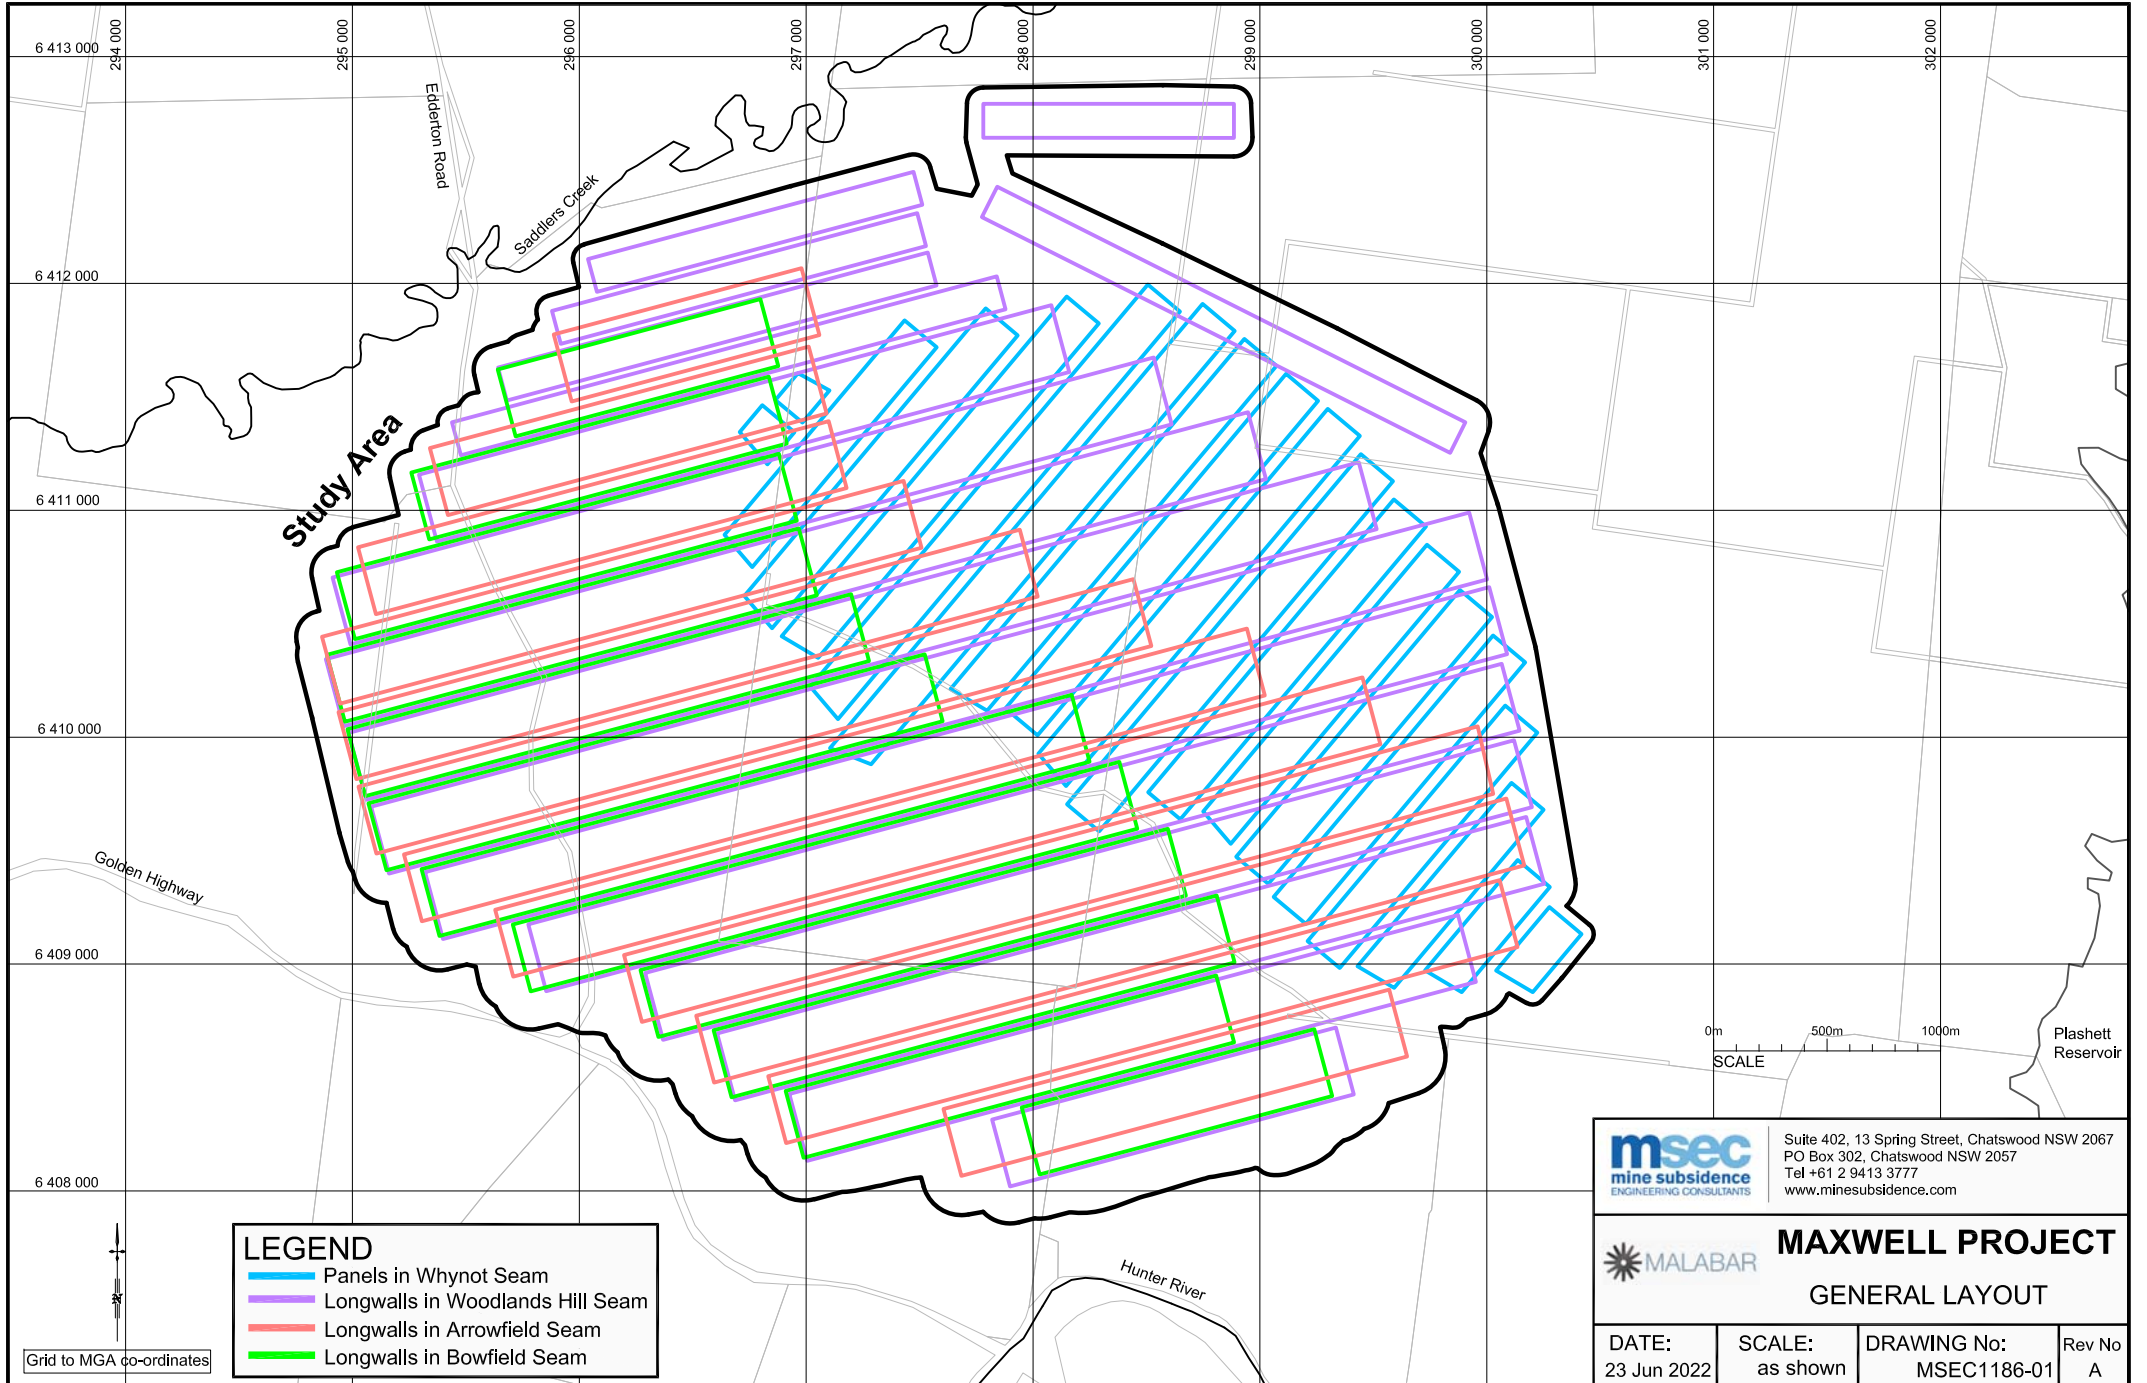 294 000
295 000
296 000
297 000
298 000
299 000
300 000
301 000
302 000
6 413 000
6 412 000
6 411 000
6 410 000
6 409 000
6 408 000
Edderton Road
Saddlers Creek
Study Area
Golden Highway
Hunter River
Plashett
Reservoir
0m 500m 1000m
SCALE
N
Grid to MGA co-ordinates
LEGEND
Panels in Whynot Seam
Longwalls in Woodlands Hill Seam
Longwalls in Arrowfield Seam
Longwalls in Bowfield Seam
msec
mine subsidence
ENGINEERING CONSULTANTS
Suite 402, 13 Spring Street, Chatswood NSW 2067
PO Box 302, Chatswood NSW 2057
Tel +61 2 9413 3777
www.minesubsidence.com
MALABAR
MAXWELL PROJECT
GENERAL LAYOUT
DATE:
23 Jun 2022
SCALE:
as shown
DRAWING No:
MSEC1186-01
Rev No
A